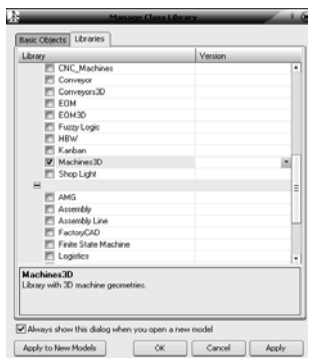 Manage Class Library
Basic Objects Libraries
Library Version
CNC_Machines
Conveyor
Conveyors3D
EOM
EOM3D
Fuzzy Logic
HBW
Kanban
Machines3D
Shop Light
AMG
Assembly
Assembly Line
FactoryCAD
Finite State Machine
Logistics
Machines3D
Library with 3D machine geometries.
Always show this dialog when you open a new model
Apply to New Models OK Cancel Apply